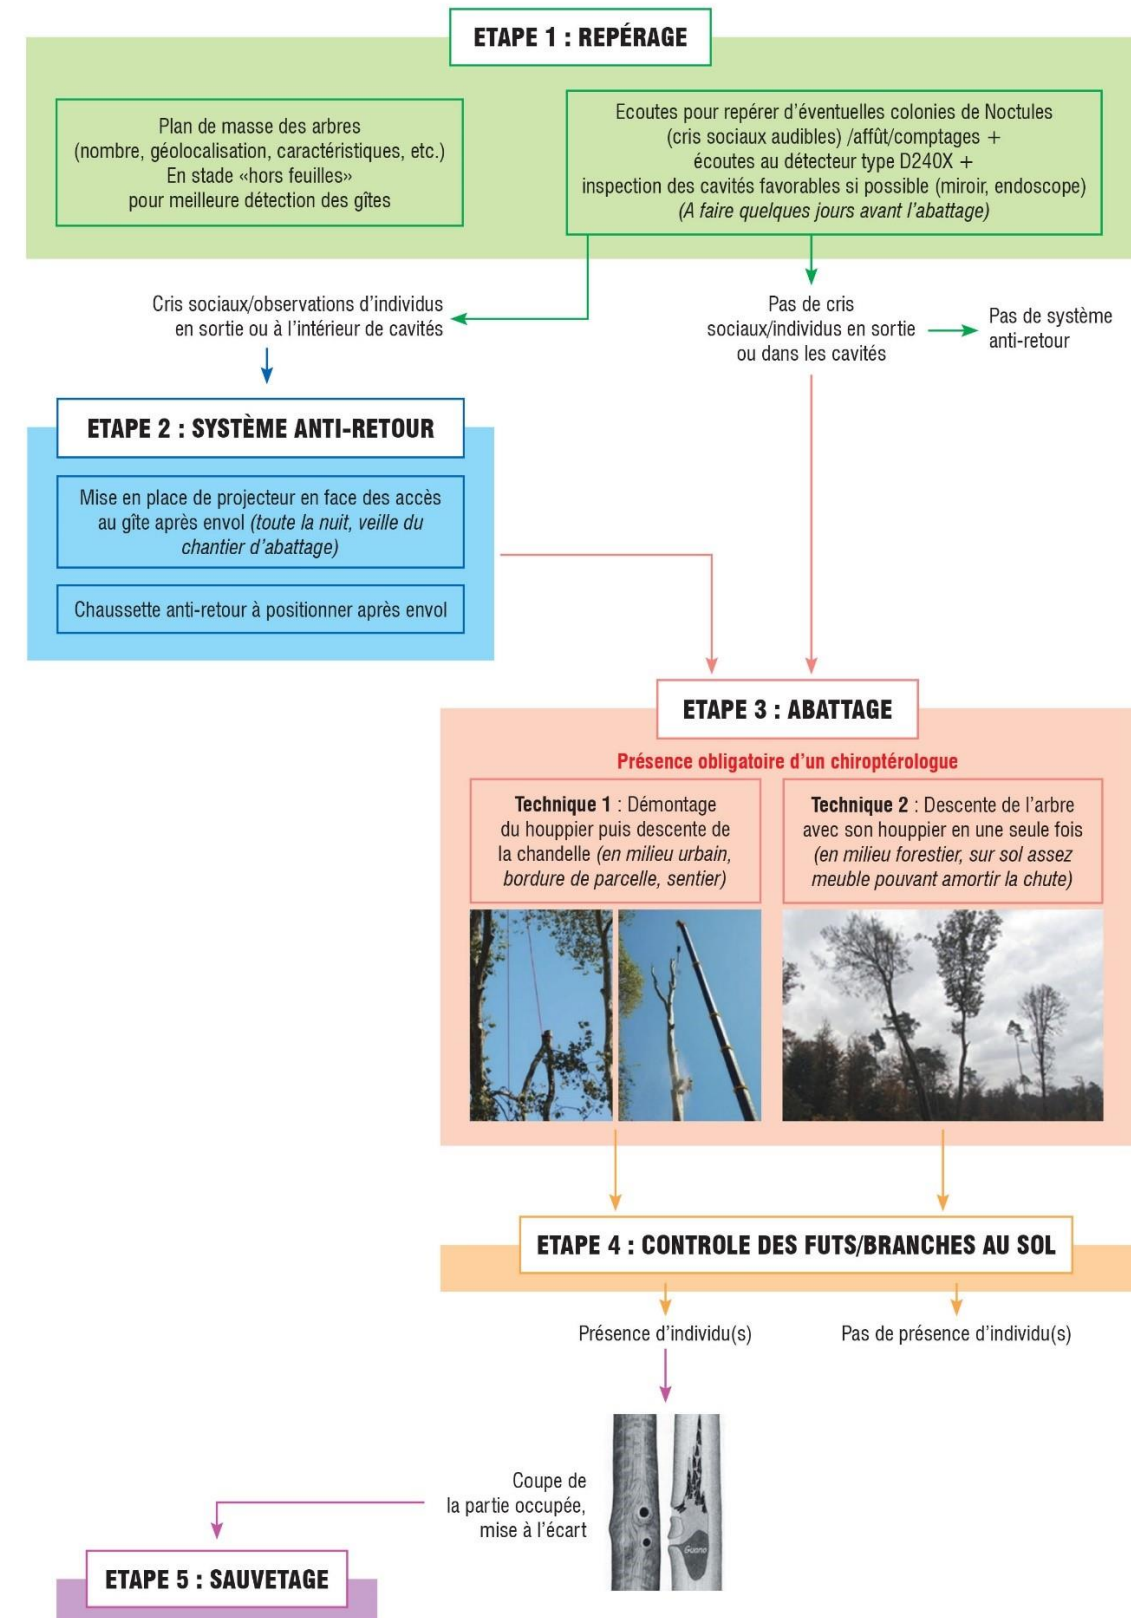 ETAPE 1 : REPÉRAGE
Plan de masse des arbres
(nombre, géolocalisation, caractéristiques, etc.)
En stade «hors feuilles»
pour meilleure détection des gîtes
Ecoutes pour repérer d’éventuelles colonies de Noctules
(cris sociaux audibles) /affût/comptages +
écoutes au détecteur type D240X +
inspection des cavités favorables si possible (miroir, endoscope)
(A faire quelques jours avant l’abattage)
Cris sociaux/observations d’individus
en sortie ou à l’intérieur de cavités
Pas de cris
sociaux/individus en sortie
ou dans les cavités
Pas de système
anti-retour
ETAPE 2 : SYSTÈME ANTI-RETOUR
Mise en place de projecteur en face des accès
au gîte après envol (toute la nuit, veille du
chantier d’abattage)
Chaussette anti-retour à positionner après envol
ETAPE 3 : ABATTAGE
Présence obligatoire d’un chiroptérologue
Technique 1 : Démontage
du houppier puis descente de
la chandelle (en milieu urbain,
bordure de parcelle, sentier)
Technique 2 : Descente de l’arbre
avec son houppier en une seule fois
(en milieu forestier, sur sol assez
meuble pouvant amortir la chute)
ETAPE 4 : CONTROLE DES FUTS/BRANCHES AU SOL
Présence d’individu(s)
Pas de présence d’individu(s)
Coupe de
la partie occupée,
mise à l’écart
Guano
ETAPE 5 : SAUVETAGE